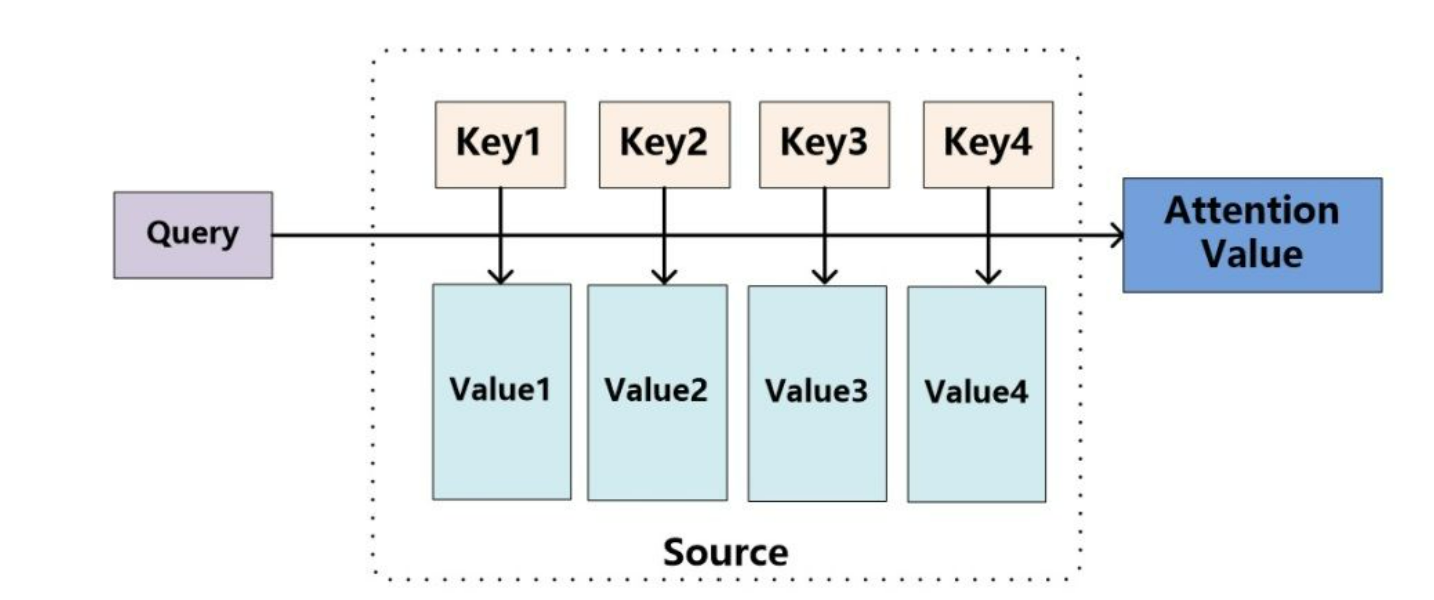 Key1 Key2 Key3 Key4
Query
Attention
Value
Value1 Value2 Value3 Value4
Source